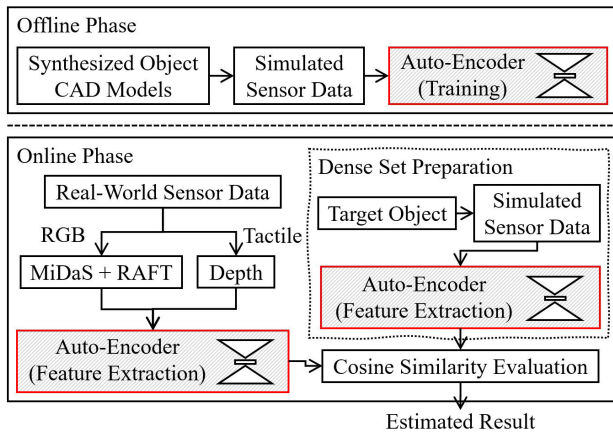 Offline Phase
Synthesized Object
CAD Models
Simulated
Sensor Data
Auto-Encoder
(Training)
Online Phase
Real-World Sensor Data
RGB
Tactile
MiDaS + RAFT
Depth
Auto-Encoder
(Feature Extraction)
Dense Set Preparation
Target Object
Simulated
Sensor Data
Auto-Encoder
(Feature Extraction)
Cosine Similarity Evaluation
Estimated Result